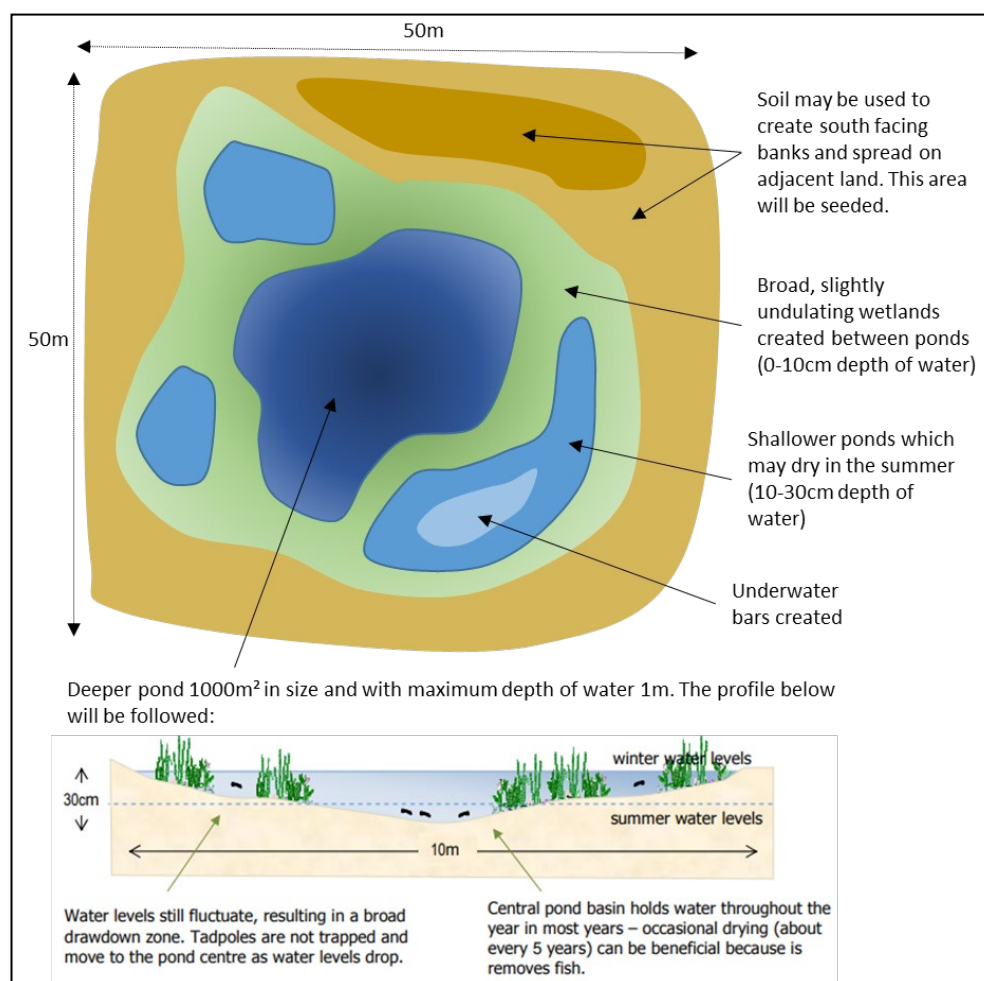 50m
50m
Soil may be used to
create south facing
banks and spread on
adjacent land. This area
will be seeded.
Broad, slightly
undulating wetlands
created between ponds
(0-10cm depth of water)
Shallower ponds which
may dry in the summer
(10-30cm depth of
water)
Underwater
bars created
Deeper pond 1000m² in size and with maximum depth of water 1m. The profile below
will be followed:
winter water levels
30cm
summer water levels
10m
Water levels still fluctuate, resulting in a broad
drawdown zone. Tadpoles are not trapped and
move to the pond centre as water levels drop.
Central pond basin holds water throughout the
year in most years – occasional drying (about
every 5 years) can be beneficial because is
removes fish.